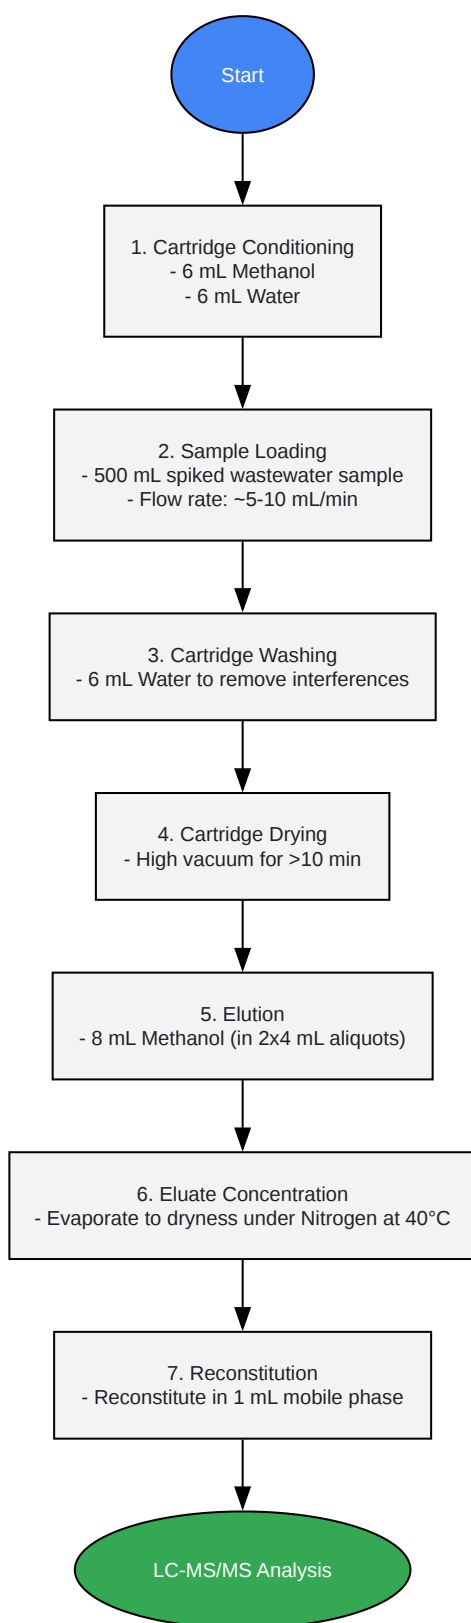 Start
1. Cartridge Conditioning
- 6 mL Methanol
- 6 mL Water
2. Sample Loading
- 500 mL spiked wastewater sample
- Flow rate: ~5-10 mL/min
3. Cartridge Washing
- 6 mL Water to remove interferences
4. Cartridge Drying
- High vacuum for >10 min
5. Elution
- 8 mL Methanol (in 2x4 mL aliquots)
6. Eluate Concentration
- Evaporate to dryness under Nitrogen at 40°C
7. Reconstitution
- Reconstitute in 1 mL mobile phase
LC-MS/MS Analysis